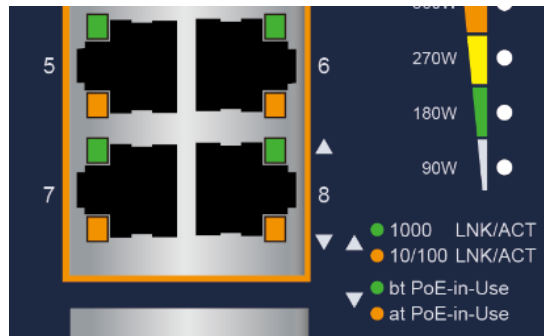 5
6
270W
180W
7
8
90W
1000 LNK/ACT
10/100 LNK/ACT
bt PoE-in-Use
at PoE-in-Use